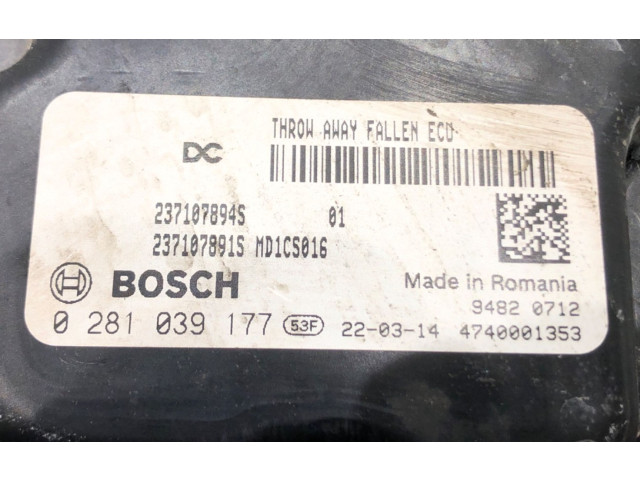 THROW AWAY FALLEN ECU
DC
237107894S 01
237107891S MD1CS016
BOSCH
Made in Romania
9482 0712
0 281 039 177 53F 22-03-14 4740001353